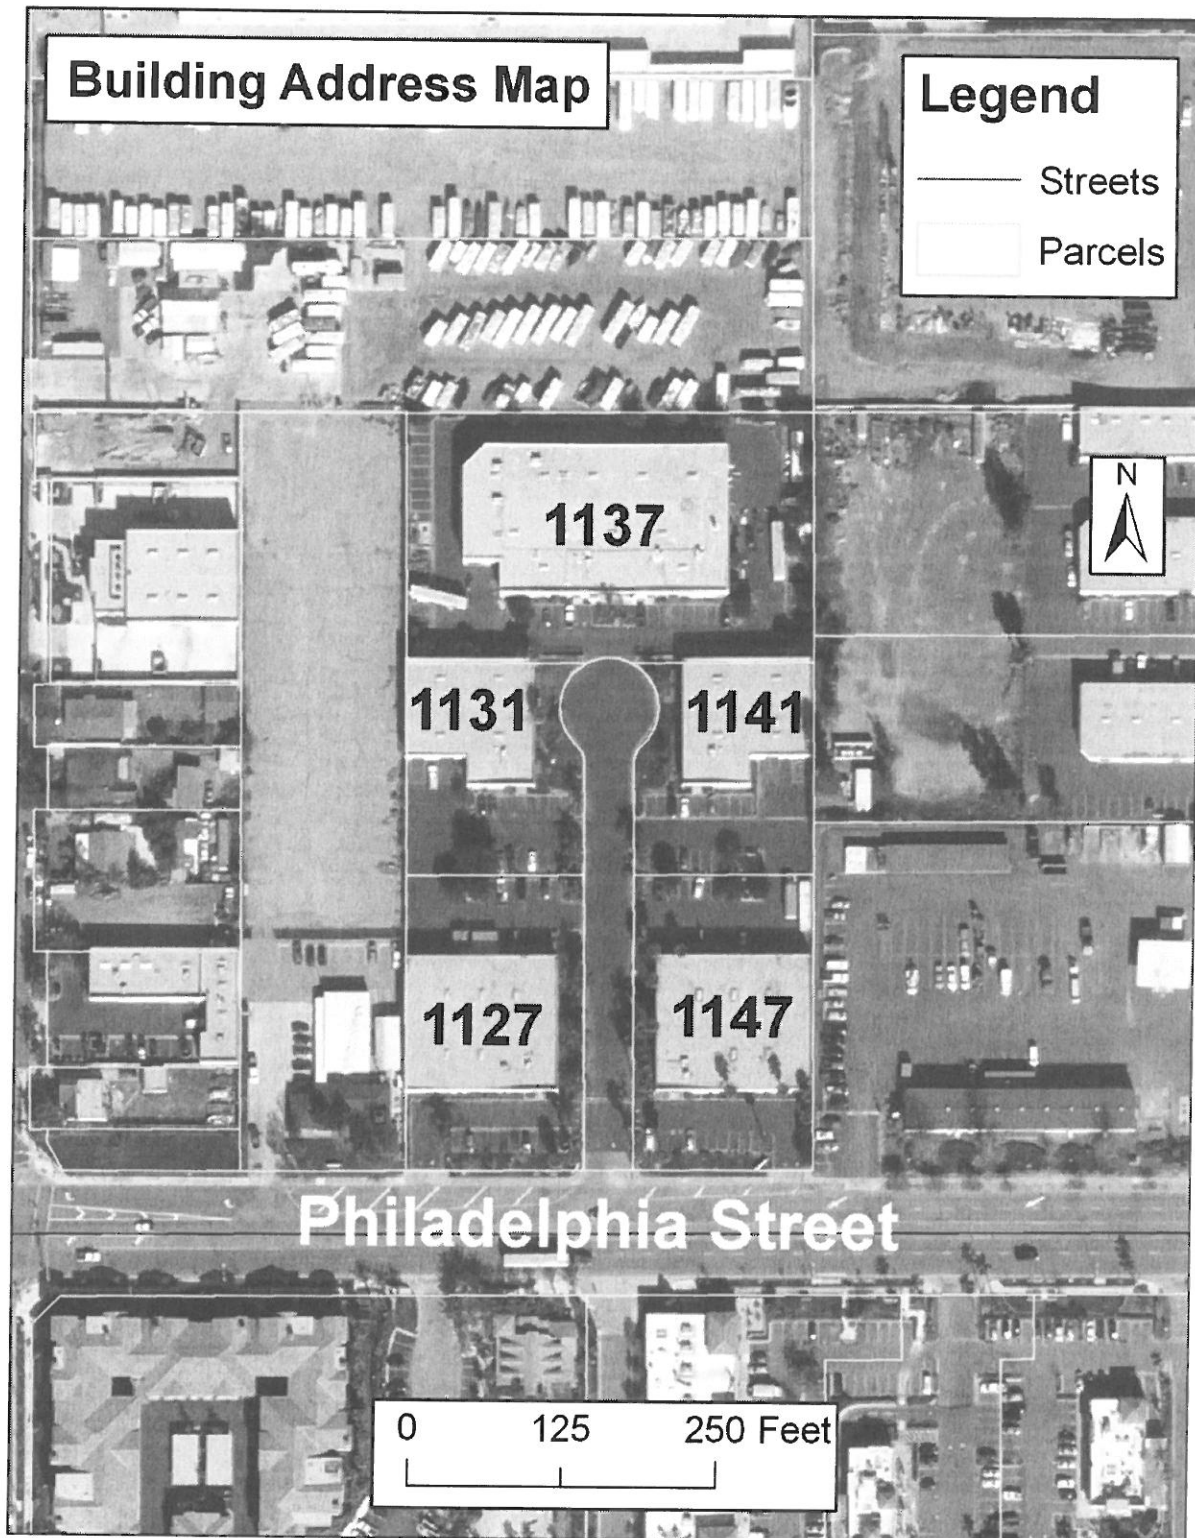 Building Address Map
Legend
Streets
Parcels
N
1137
1131
1141
1127
1147
Philadelphia Street
0 125 250 Feet